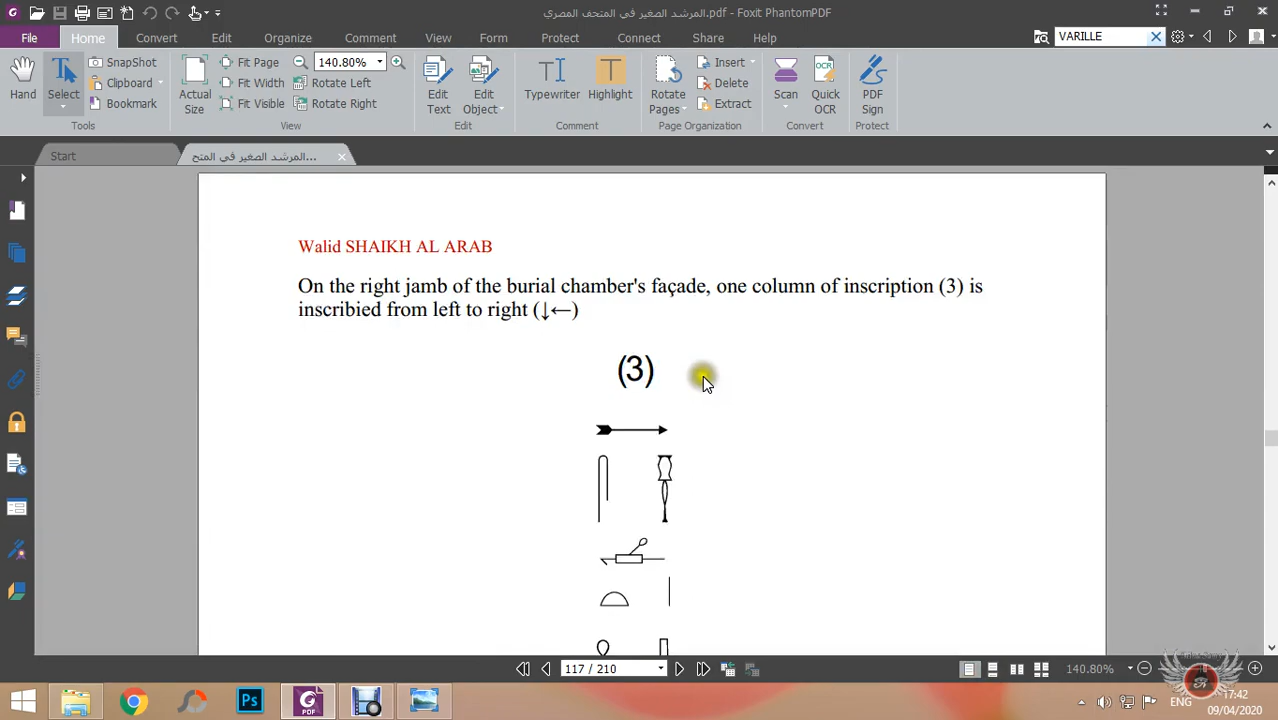 المرشد الصغير في المتحف المصري.pdf - Foxit PhantomPDF
File
Home
Convert
Edit
Organize
Comment
View
Form
Protect
Connect
Share
Help
VARILLE
Hand
Select
SnapShot
Clipboard
Bookmark
Tools
Actual Size
Fit Page
Fit Width
Fit Visible
140.80%
Rotate Left
Rotate Right
View
Edit Text
Edit Object
Edit
Typewriter
Highlight
Comment
Rotate Pages
Insert
Delete
Extract
Page Organization
Scan
Quick OCR
Convert
PDF Sign
Protect
Start
المرشد الصغير في المتح...
Walid SHAIKH AL ARAB
On the right jamb of the burial chamber's façade, one column of inscription (3) is
inscribied from left to right (↓←)
(3)
117 / 210
140.80%
ENG
17:42
09/04/2020